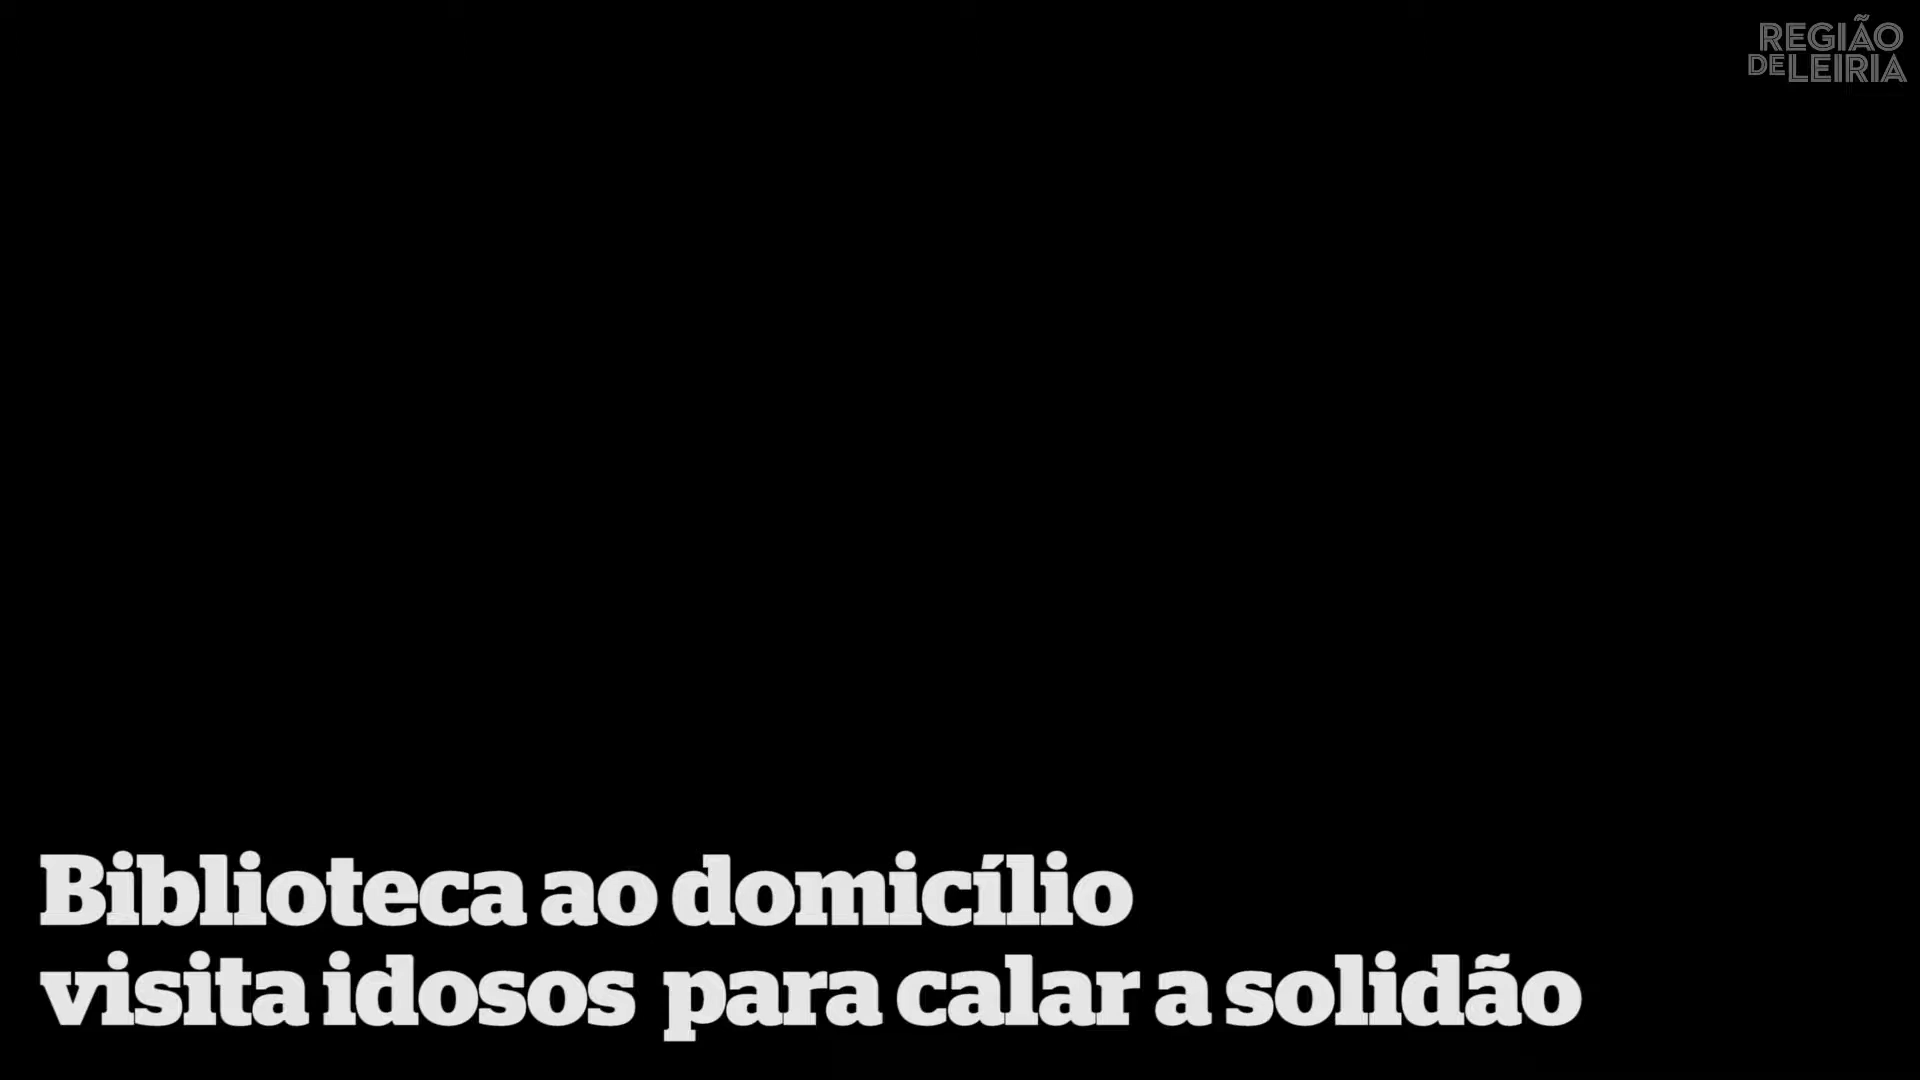 REGIÃO
DE LEIRIA
Biblioteca ao domicílio
visita idosos para calar a solidão